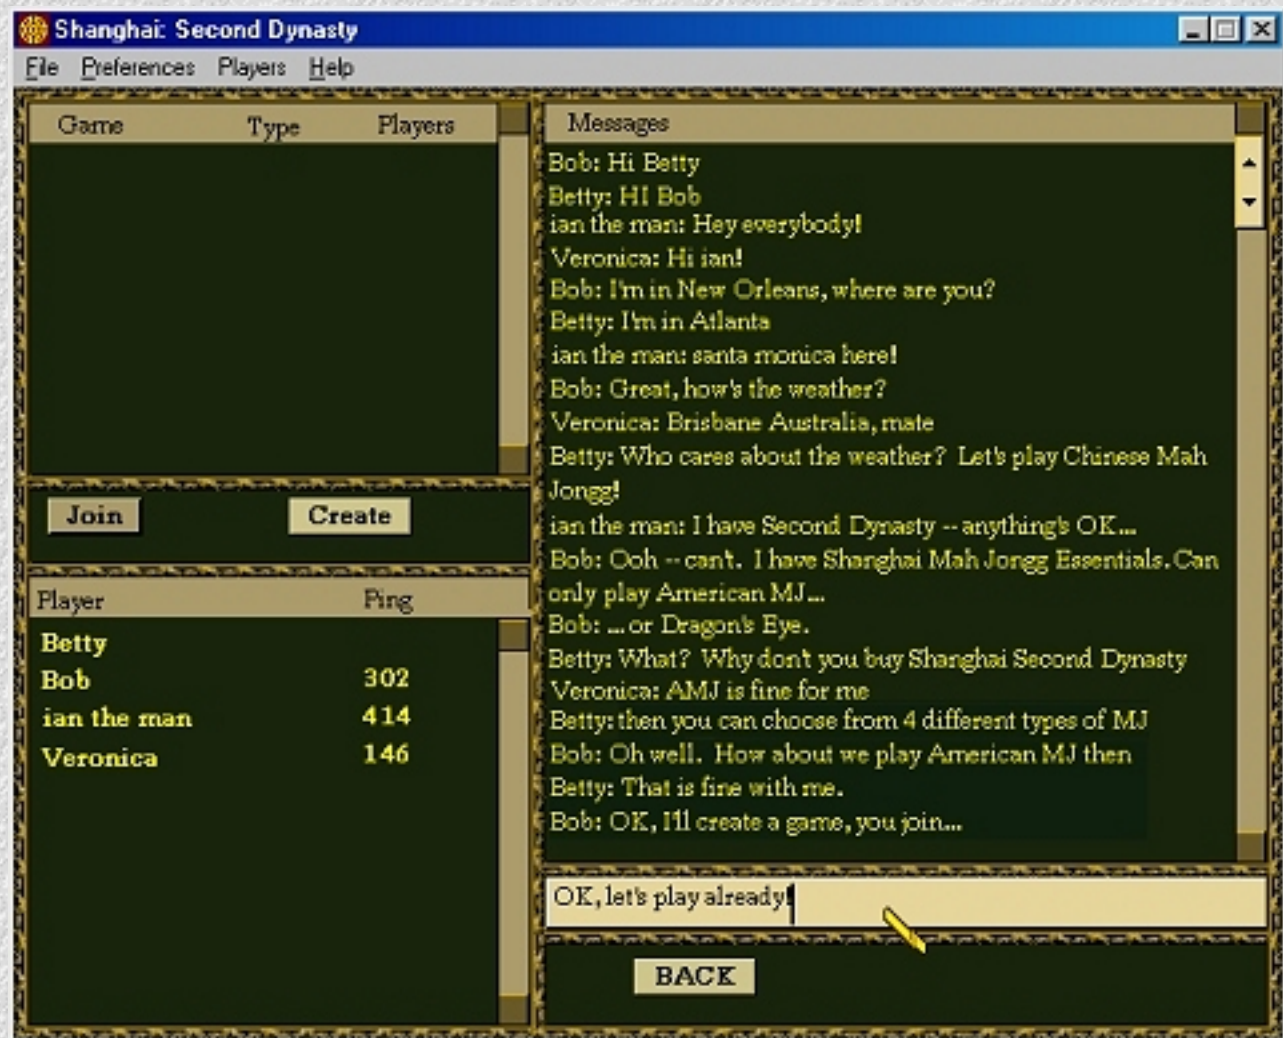 Shanghai: Second Dynasty
File Preferences Players Help
Game Type Players
Join Create
Player Ping
Betty
Bob 302
ian the man 414
Veronica 146
Messages
Bob: Hi Betty
Betty: HI Bob
ian the man: Hey everybody!
Veronica: Hi ian!
Bob: I'm in New Orleans, where are you?
Betty: I'm in Atlanta
ian the man: santa monica here!
Bob: Great, how's the weather?
Veronica: Brisbane Australia, mate
Betty: Who cares about the weather?  Let's play Chinese Mah
Jongg!
ian the man: I have Second Dynasty -- anything's OK...
Bob: Ooh -- can't.  I have Shanghai Mah Jongg Essentials. Can
only play American MJ...
Bob: ... or Dragon's Eye.
Betty: What?  Why don't you buy Shanghai Second Dynasty
Veronica: AMJ is fine for me
Betty: then you can choose from 4 different types of MJ
Bob: Oh well.  How about we play American MJ then
Betty: That is fine with me.
Bob: OK, I'll create a game, you join...
OK, let's play already!
BACK